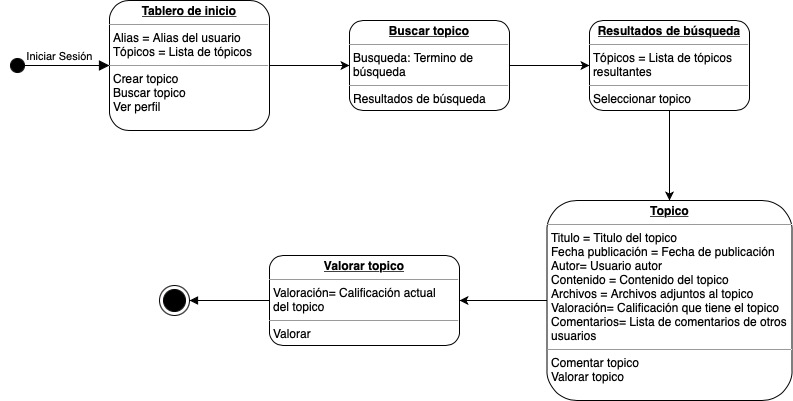 Tablero de inicio
Alias = Alias del usuario
Tópicos = Lista de tópicos
Crear topico
Buscar topico
Ver perfil
Iniciar Sesión
Buscar topico
Busqueda: Termino de
búsqueda
Resultados de búsqueda
Resultados de búsqueda
Tópicos = Lista de tópicos
resultantes
Seleccionar topico
Topico
Titulo = Titulo del topico
Fecha publicación = Fecha de publicación
Autor= Usuario autor
Contenido = Contenido del topico
Archivos = Archivos adjuntos al topico
Valoración= Calificación que tiene el topico
Comentarios= Lista de comentarios de otros
usuarios
Comentar topico
Valorar topico
Valorar topico
Valoración= Calificación actual
del topico
Valorar